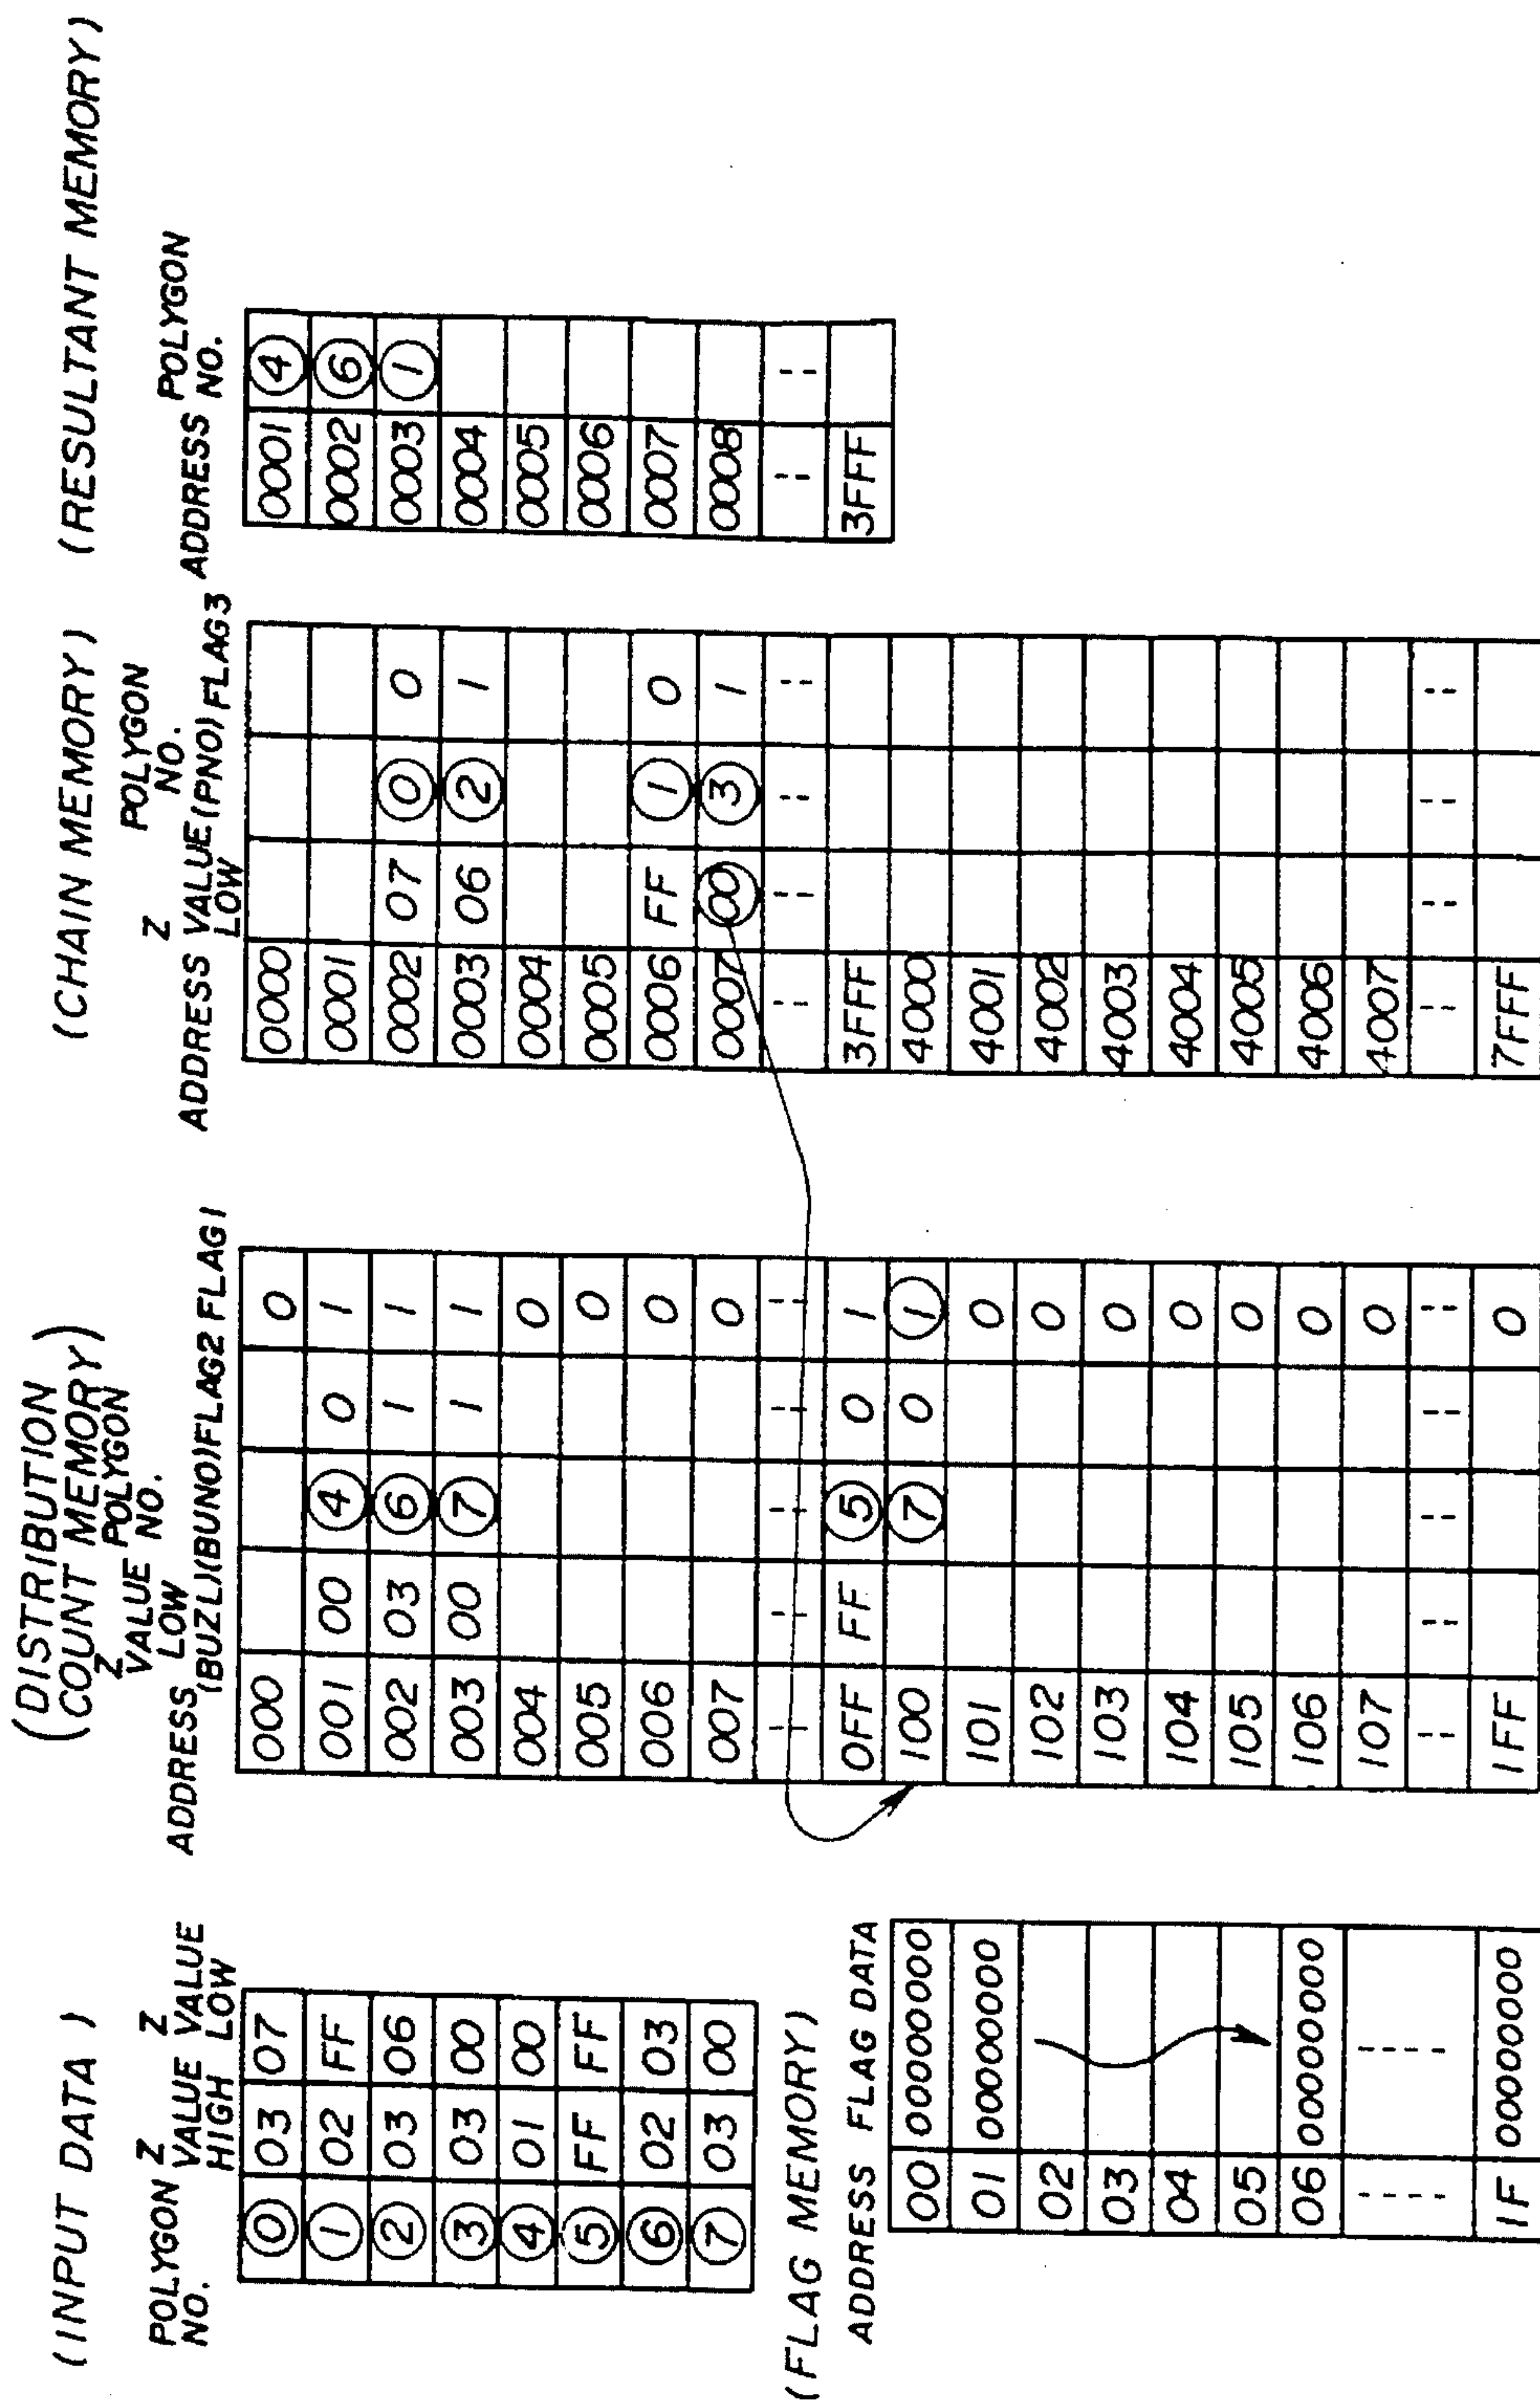 (INPUT DATA)
POLYGON NO. Z VALUE HIGH Z VALUE LOW
0 03 07
1 02 FF
2 03 06
3 03 00
4 01 00
5 FF FF
6 02 03
7 03 00
(FLAG MEMORY)
ADDRESS FLAG DATA
00 00000000
01 00000000
02
03
04
05
06 00000000
---- ----
1F 00000000
(DISTRIBUTION COUNT MEMORY)
ADDRESS Z VALUE LOW (BUZL) POLYGON NO. (BUNO) FLAG2 FLAG1
000 0
001 00 4 0 1
002 03 6 1 1
003 00 7 1 1
004 0
005 0
006 0
007 0
-- -- -- -- --
0FF FF 5 0 1
100 7 0 1
101 0
102 0
103 0
104 0
105 0
106 0
107 0
-- -- -- -- --
1FF 0
(CHAIN MEMORY)
ADDRESS Z VALUE LOW POLYGON NO. (PNO) FLAG3
0000
0001
0002 07 0 0
0003 06 2 1
0004
0005
0006 FF 1 0
0007 00 3 1
-- -- -- --
3FFF
4000
4001
4002
4003
4004
4005
4006
4007
-- -- -- --
7FFF
(RESULTANT MEMORY)
ADDRESS POLYGON NO.
0001 4
0002 6
0003 1
0004
0005
0006
0007
0008
-- --
3FFF